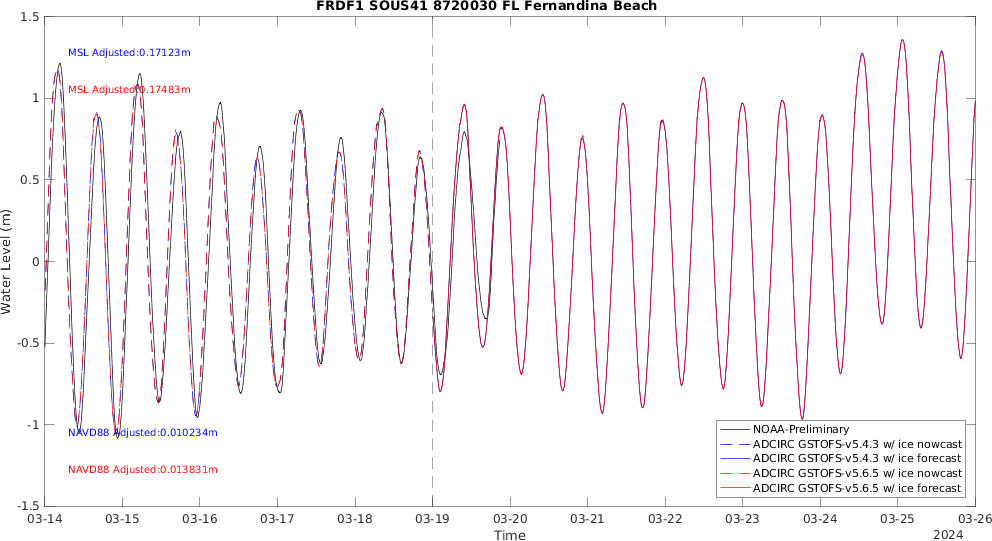 FRDF1 SOUS41 8720030 FL Fernandina Beach
1.5
MSL Adjusted:0.17123m
MSL Adjusted:0.17483m
1
0.5
0
-0.5
-1
-1.5
Water Level (m)
NAVD88 Adjusted:0.010234m
NAVD88 Adjusted:0.013831m
NOAA-Preliminary
ADCIRC GSTOFS-v5.4.3 w/ ice nowcast
ADCIRC GSTOFS-v5.4.3 w/ ice forecast
ADCIRC GSTOFS-v5.6.5 w/ ice nowcast
ADCIRC GSTOFS-v5.6.5 w/ ice forecast
03-14 03-15 03-16 03-17 03-18 03-19 03-20 03-21 03-22 03-23 03-24 03-25 03-26
Time
2024